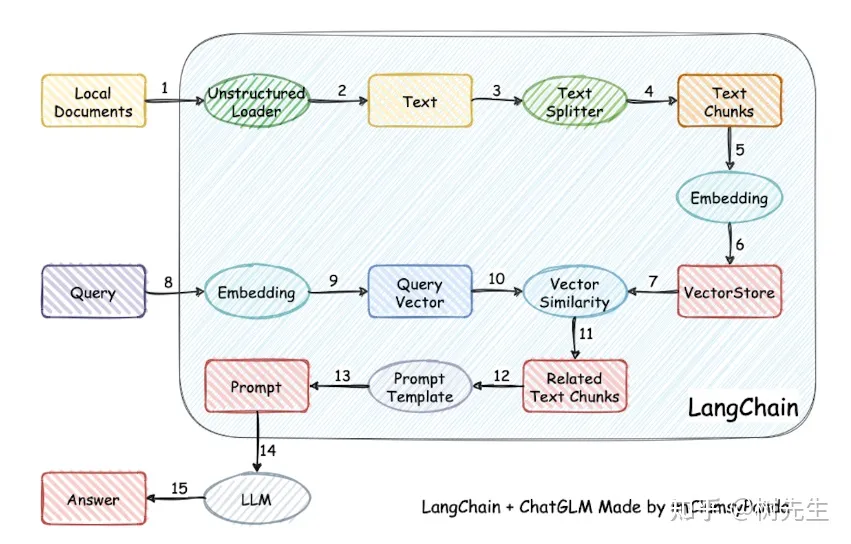 1
2
3
4
Local
Documents
Unstructured
Loader
Text
Text
Splitter
Text
Chunks
5
Embedding
6
8
9
10
7
Query
Embedding
Query
Vector
Vector
Similarity
VectorStore
11
13
12
Prompt
Prompt
Template
Related
Text Chunks
LangChain
14
15
Answer
LLM
LangChain + ChatGLM Made by
知乎 @树先生